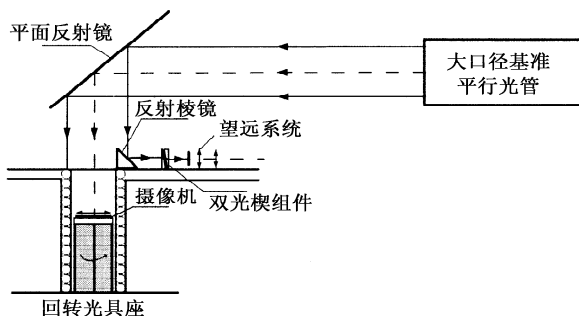 平面反射镜
大口径基准
平行光管
反射棱镜
望远系统
摄像机
双光楔组件
回转光具座